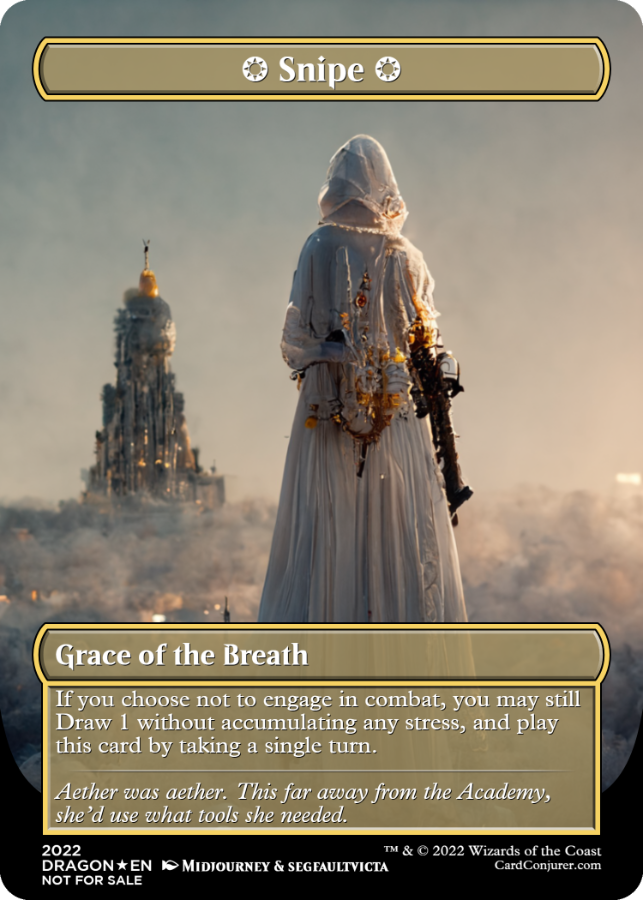 Snipe
Grace of the Breath
If you choose not to engage in combat, you may still
Draw 1 without accumulating any stress, and play
this card by taking a single turn.
Aether was aether. This far away from the Academy,
she'd use what tools she needed.
2022
DRAGON★EN MIDJOURNEY & SEGFAULTVICTA
NOT FOR SALE
™ & © 2022 Wizards of the Coast
CardConjurer.com